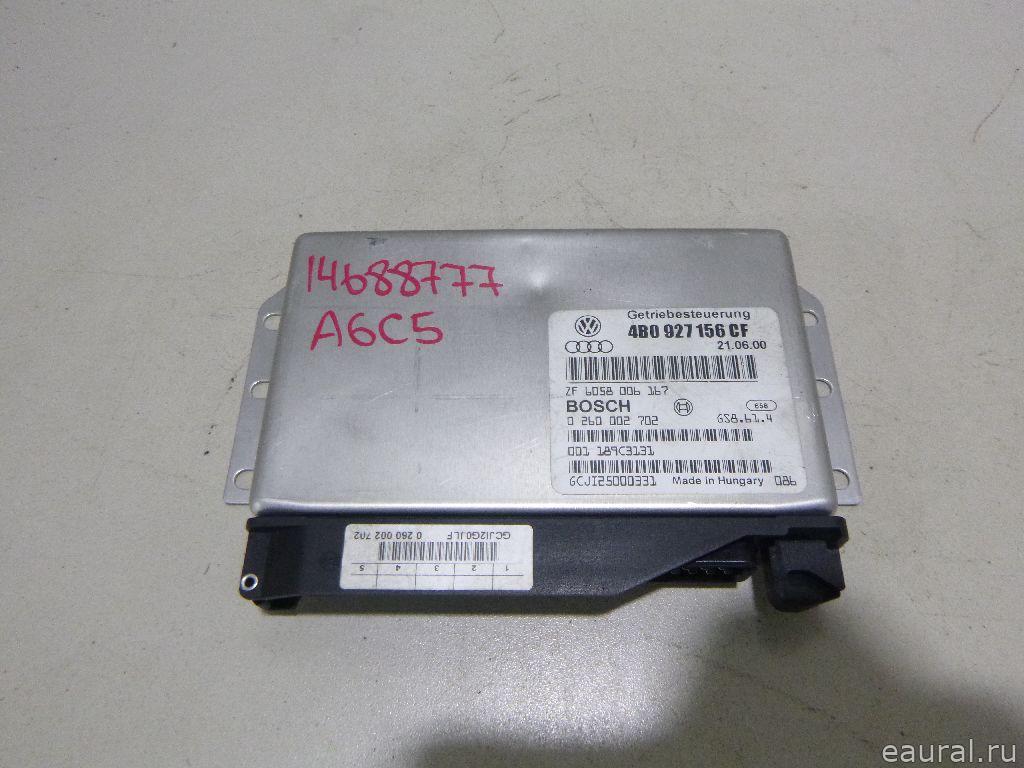 14688777
A6C5
Getriebesteuerung
4B0 927 156 CF
21.06.00
ZF 6058 006 167
BOSCH
658
0 260 002 702
GS8.61.4
001 189C3131
GCJI25000331
Made in Hungary
086
GCJI2G0JLF 0 260 002 702
1 2 3 4 5
eaural.ru